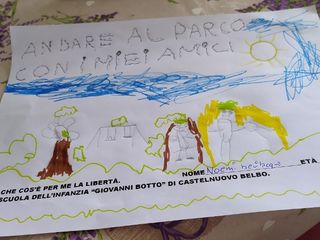 ANDARE AL PARCO
CON I MIEI AMICI
NOME Noemi ETÀ
CHE COS'È PER ME LA LIBERTÀ.
SCUOLA DELL'INFANZIA "GIOVANNI BOTTO" DI CASTELNUOVO BELBO.